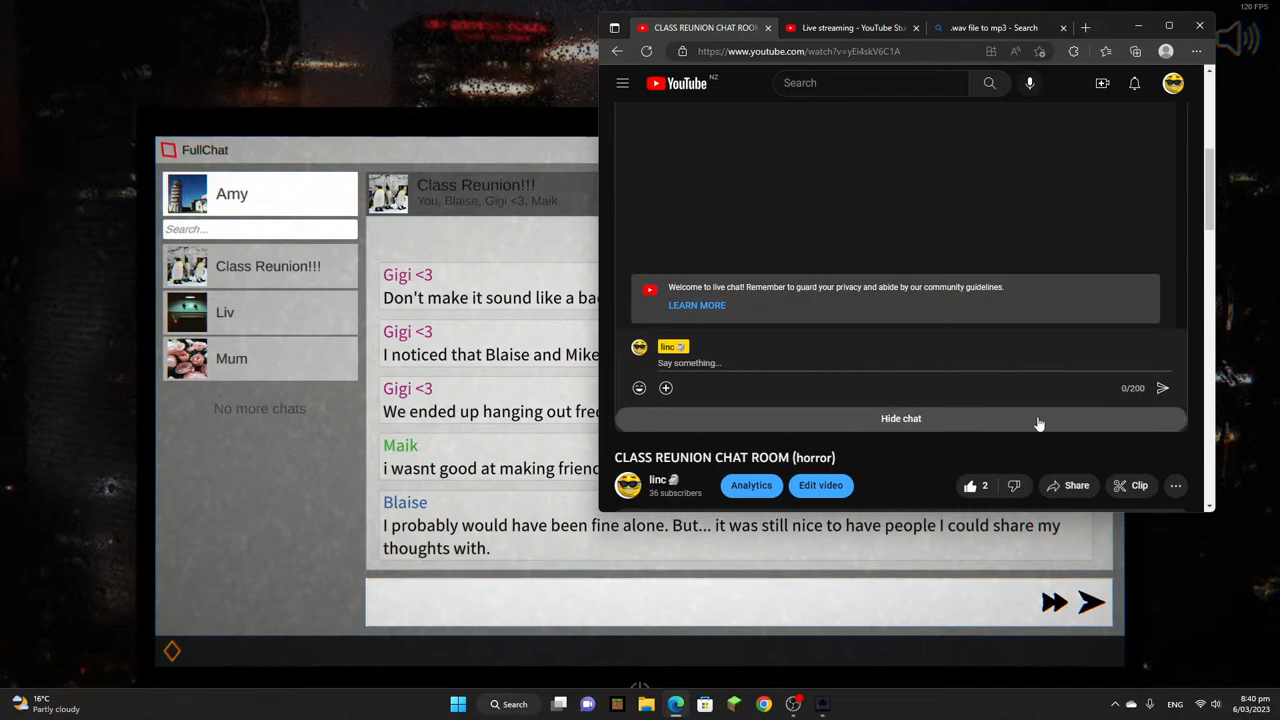 120 FPS
CLASS REUNION CHAT ROOM
Live streaming - YouTube Stu
.wav file to mp3 - Search
https://www.youtube.com/watch?v=yEi4skV6C1A
YouTube NZ
Search
Welcome to live chat! Remember to guard your privacy and abide by our community guidelines.
LEARN MORE
linc🗿
Say something...
0/200
Hide chat
CLASS REUNION CHAT ROOM (horror)
linc🗿
36 subscribers
Analytics
Edit video
2
Share
Clip
FullChat
Amy
Search...
Class Reunion!!!
Liv
Mum
No more chats
Class Reunion!!!
You, Blaise, Gigi <3, Maik
Gigi <3
Don't make it sound like a
Gigi <3
I noticed that Blaise and Mike
Gigi <3
We ended up hanging out
Maik
i wasnt good at making
Blaise
I probably would have been fine alone. But... it was still nice to have people I could share my
thoughts with.
16°C
Partly cloudy
Search
ENG
8:40 pm
6/03/2023